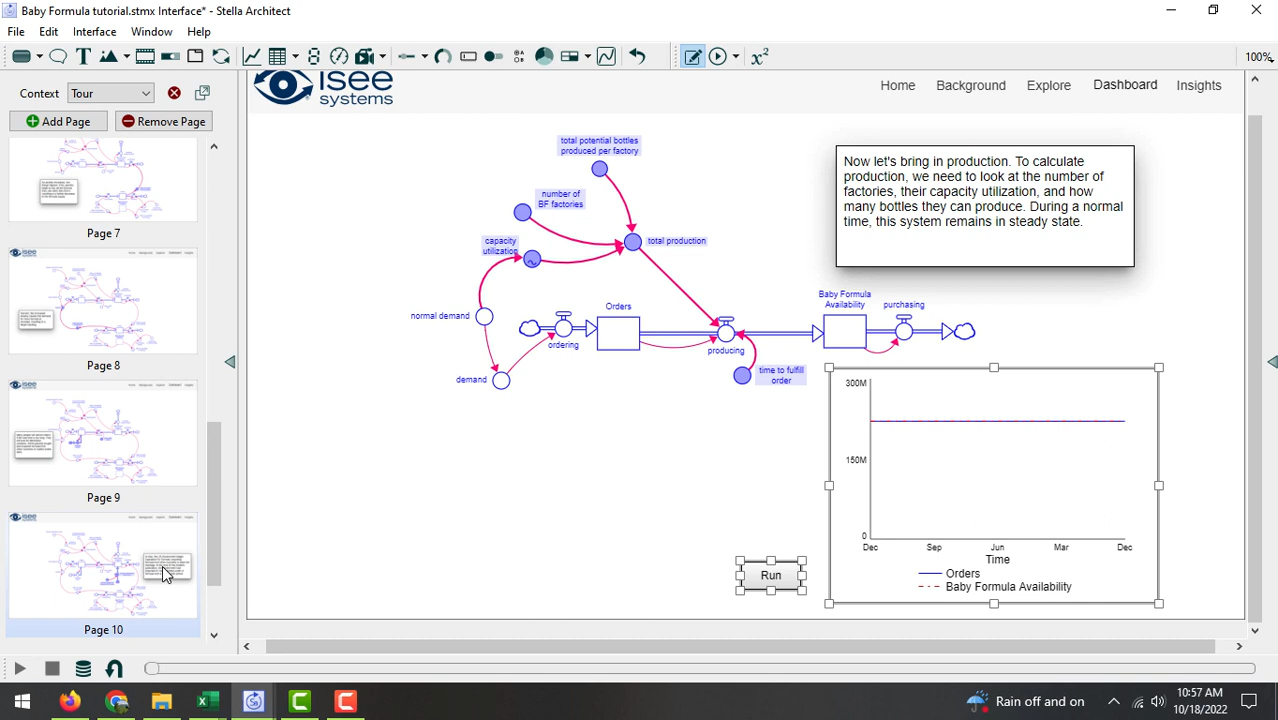 Baby Formula tutorial.stmx Interface* - Stella Architect
File Edit Interface Window Help
100%
Context Tour
Add Page Remove Page
Page 7
Page 8
Page 9
Page 10
isee
systems
Home Background Explore Dashboard Insights
Now let's bring in production. To calculate
production, we need to look at the number of
factories, their capacity utilization, and how
many bottles they can produce. During a normal
time, this system remains in steady state.
total potential bottles
produced per factory
number of
BF factories
capacity
utilization
total production
normal demand
Orders
ordering
demand
producing
time to fulfill
order
Baby Formula
Availability
purchasing
300M
150M
0
Dec Sep Jun Mar Dec
Time
Orders
Baby Formula Availability
Run
Rain off and on
10:57 AM
10/18/2022